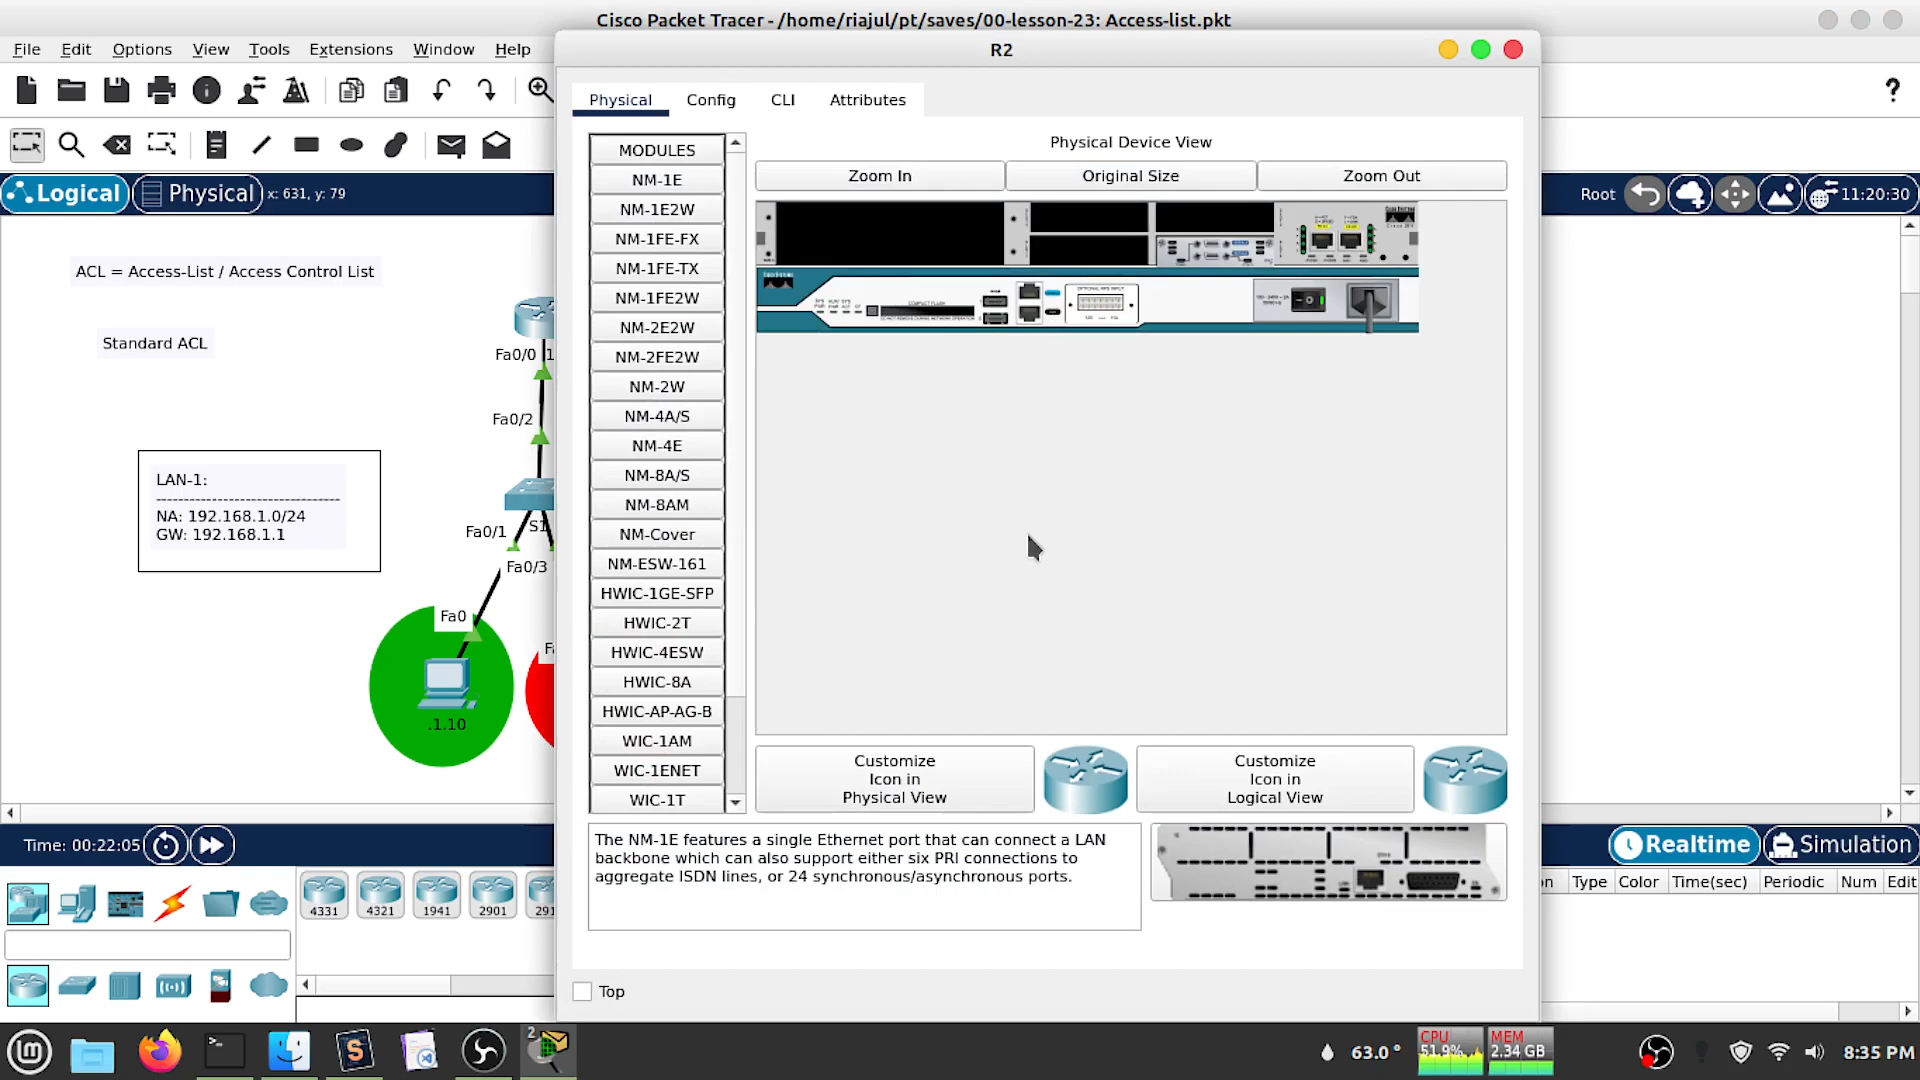 Cisco Packet Tracer - /home/riajul/pt/saves/00-lesson-23: Access-list.pkt
File Edit Options View Tools Extensions Window Help
R2
Physical Config CLI Attributes
Logical Physical x: 631, y: 79
Root 11:20:30
ACL = Access-List / Access Control List
Standard ACL
LAN-1:
NA: 192.168.1.0/24
GW: 192.168.1.1
Fa0/0 1
Fa0/2
Fa0/1 S1
Fa0/3
Fa0
.1.10
MODULES
NM-1E
NM-1E2W
NM-1FE-FX
NM-1FE-TX
NM-1FE2W
NM-2E2W
NM-2FE2W
NM-2W
NM-4A/S
NM-4E
NM-8A/S
NM-8AM
NM-Cover
NM-ESW-161
HWIC-1GE-SFP
HWIC-2T
HWIC-4ESW
HWIC-8A
HWIC-AP-AG-B
WIC-1AM
WIC-1ENET
WIC-1T
Physical Device View
Zoom In Original Size Zoom Out
Customize
Icon in
Physical View
Customize
Icon in
Logical View
The NM-1E features a single Ethernet port that can connect a LAN
backbone which can also support either six PRI connections to
aggregate ISDN lines, or 24 synchronous/asynchronous ports.
Top
Time: 00:22:05
Realtime Simulation
Type Color Time(sec) Periodic Num Edit
4331 4321 1941 2901 291
2
63.0 °
CPU
51.9%
MEM
2.34 GB
8:35 PM